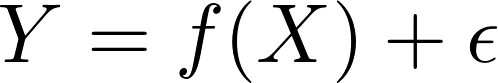 Y = f(X) + ϵ